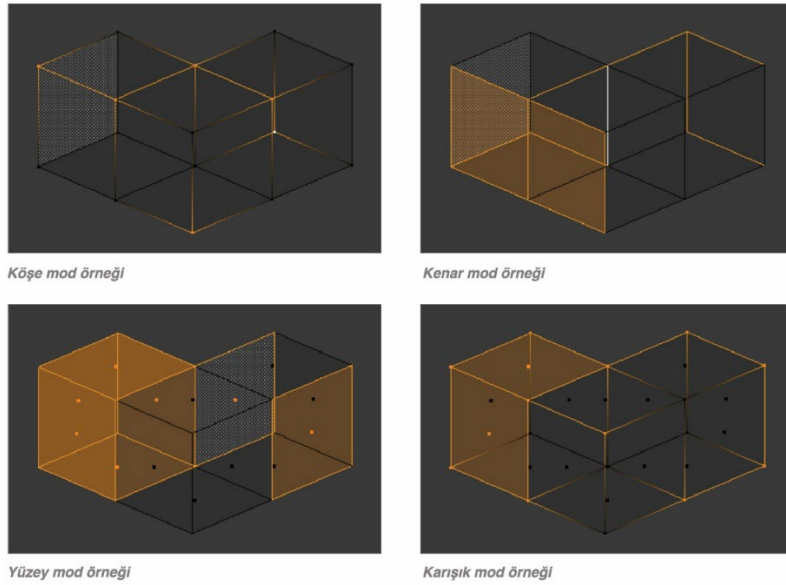 Köşe mod örneği
Kenar mod örneği
Yüzey mod örneği
Karışık mod örneği